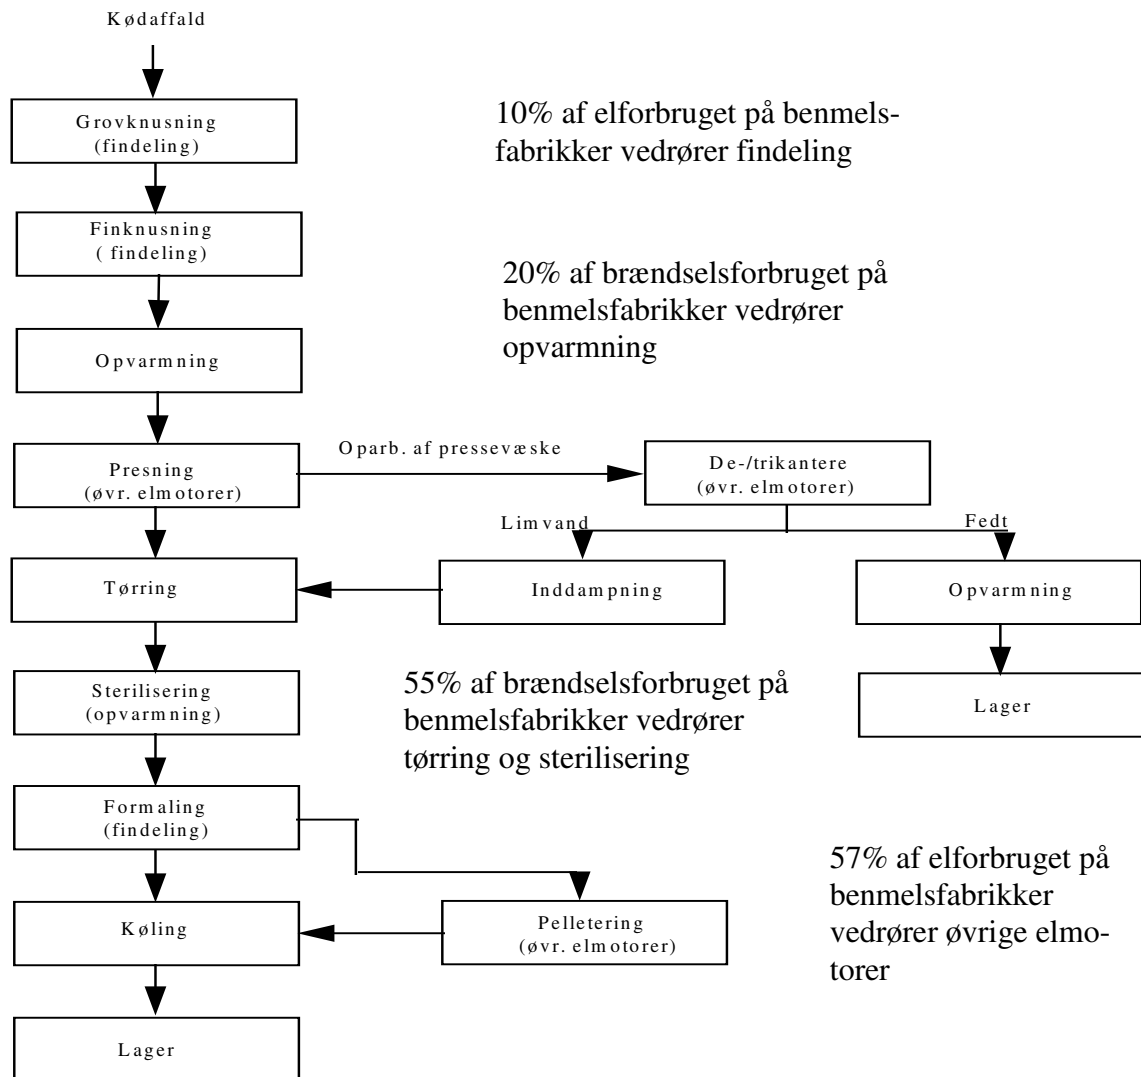 Kødaffald
Grovknusning
(findeling)
10% af elforbruget på benmels-
fabrikker vedrører findeling
Finknusning
( findeling)
20% af brændselsforbruget på
benmelsfabrikker vedrører
opvarmning
Opvarmning
Presning
(øvr. elmotorer)
Oparb. af pressevæske
De-/trikantere
(øvr. elmotorer)
Limvand
Fedt
Tørring
Inddampning
Opvarmning
Sterilisering
(opvarmning)
55% af brændselsforbruget på
benmelsfabrikker vedrører
tørring og sterilisering
Lager
Formaling
(findeling)
57% af elforbruget på
benmelsfabrikker
vedrører øvrige elmo-
torer
Køling
Pelletering
(øvr. elmotorer)
Lager